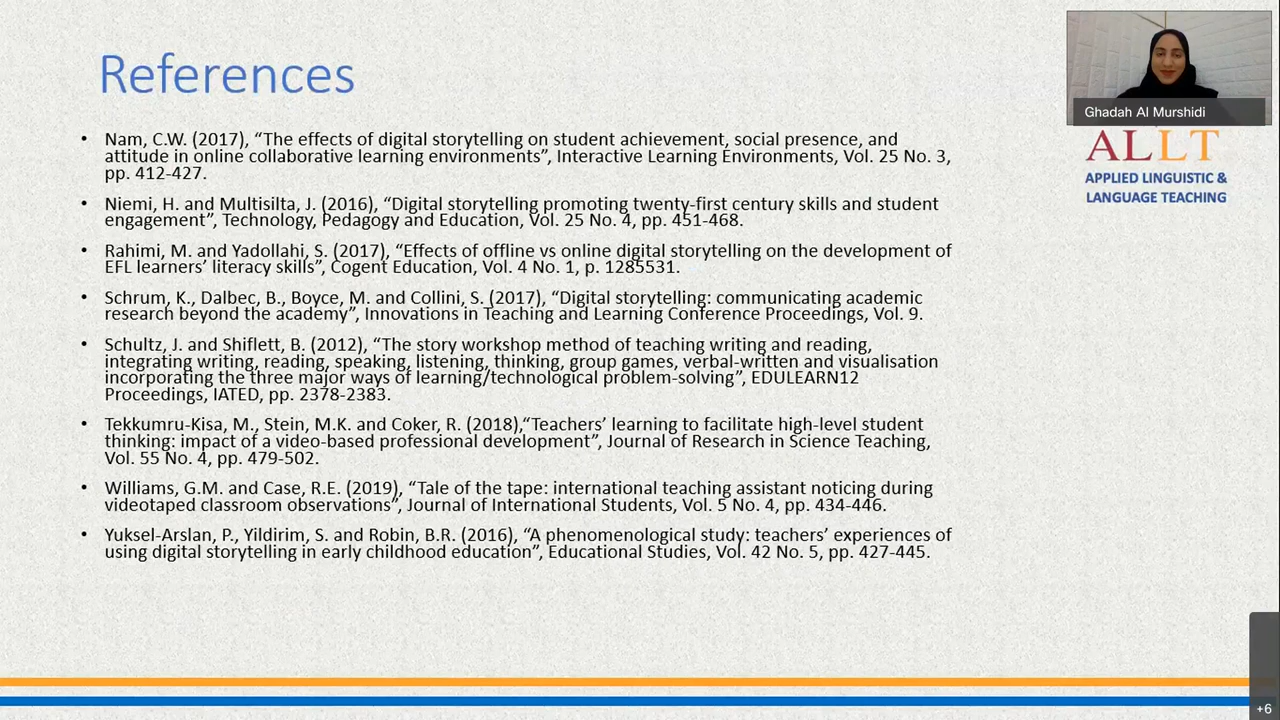 References
• Nam, C.W. (2017), “The effects of digital storytelling on student achievement, social presence, and
attitude in online collaborative learning environments”, Interactive Learning Environments, Vol. 25 No. 3,
pp. 412-427.
• Niemi, H. and Multisilta, J. (2016), “Digital storytelling promoting twenty-first century skills and student
engagement”, Technology, Pedagogy and Education, Vol. 25 No. 4, pp. 451-468.
• Rahimi, M. and Yadollahi, S. (2017), “Effects of offline vs online digital storytelling on the development of
EFL learners’ literacy skills”, Cogent Education, Vol. 4 No. 1, p. 1285531.
• Schrum, K., Dalbec, B., Boyce, M. and Collini, S. (2017), “Digital storytelling: communicating academic
research beyond the academy”, Innovations in Teaching and Learning Conference Proceedings, Vol. 9.
• Schultz, J. and Shiflett, B. (2012), “The story workshop method of teaching writing and reading,
integrating writing, reading, speaking, listening, thinking, group games, verbal-written and visualisation
incorporating the three major ways of learning/technological problem-solving”, EDULEARN12
Proceedings, IATED, pp. 2378-2383.
• Tekkumru-Kisa, M., Stein, M.K. and Coker, R. (2018),“Teachers’ learning to facilitate high-level student
thinking: impact of a video-based professional development”, Journal of Research in Science Teaching,
Vol. 55 No. 4, pp. 479-502.
• Williams, G.M. and Case, R.E. (2019), “Tale of the tape: international teaching assistant noticing during
videotaped classroom observations”, Journal of International Students, Vol. 5 No. 4, pp. 434-446.
• Yuksel-Arslan, P., Yildirim, S. and Robin, B.R. (2016), “A phenomenological study: teachers’ experiences of
using digital storytelling in early childhood education”, Educational Studies, Vol. 42 No. 5, pp. 427-445.
Ghadah Al Murshidi
ALLT
APPLIED LINGUISTIC &
LANGUAGE TEACHING
+6